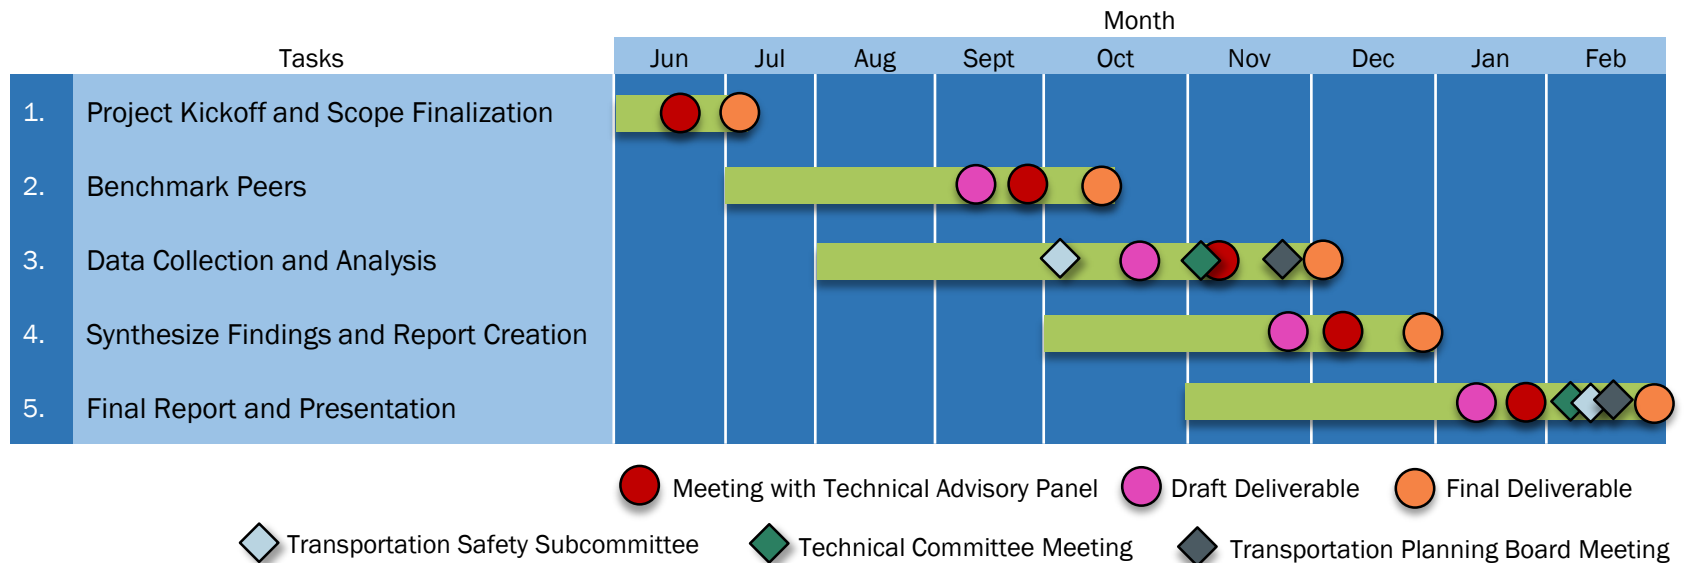 Month
Tasks Jun Jul Aug Sept Oct Nov Dec Jan Feb
1. Project Kickoff and Scope Finalization
2. Benchmark Peers
3. Data Collection and Analysis
4. Synthesize Findings and Report Creation
5. Final Report and Presentation
Meeting with Technical Advisory Panel Draft Deliverable Final Deliverable
Transportation Safety Subcommittee Technical Committee Meeting Transportation Planning Board Meeting